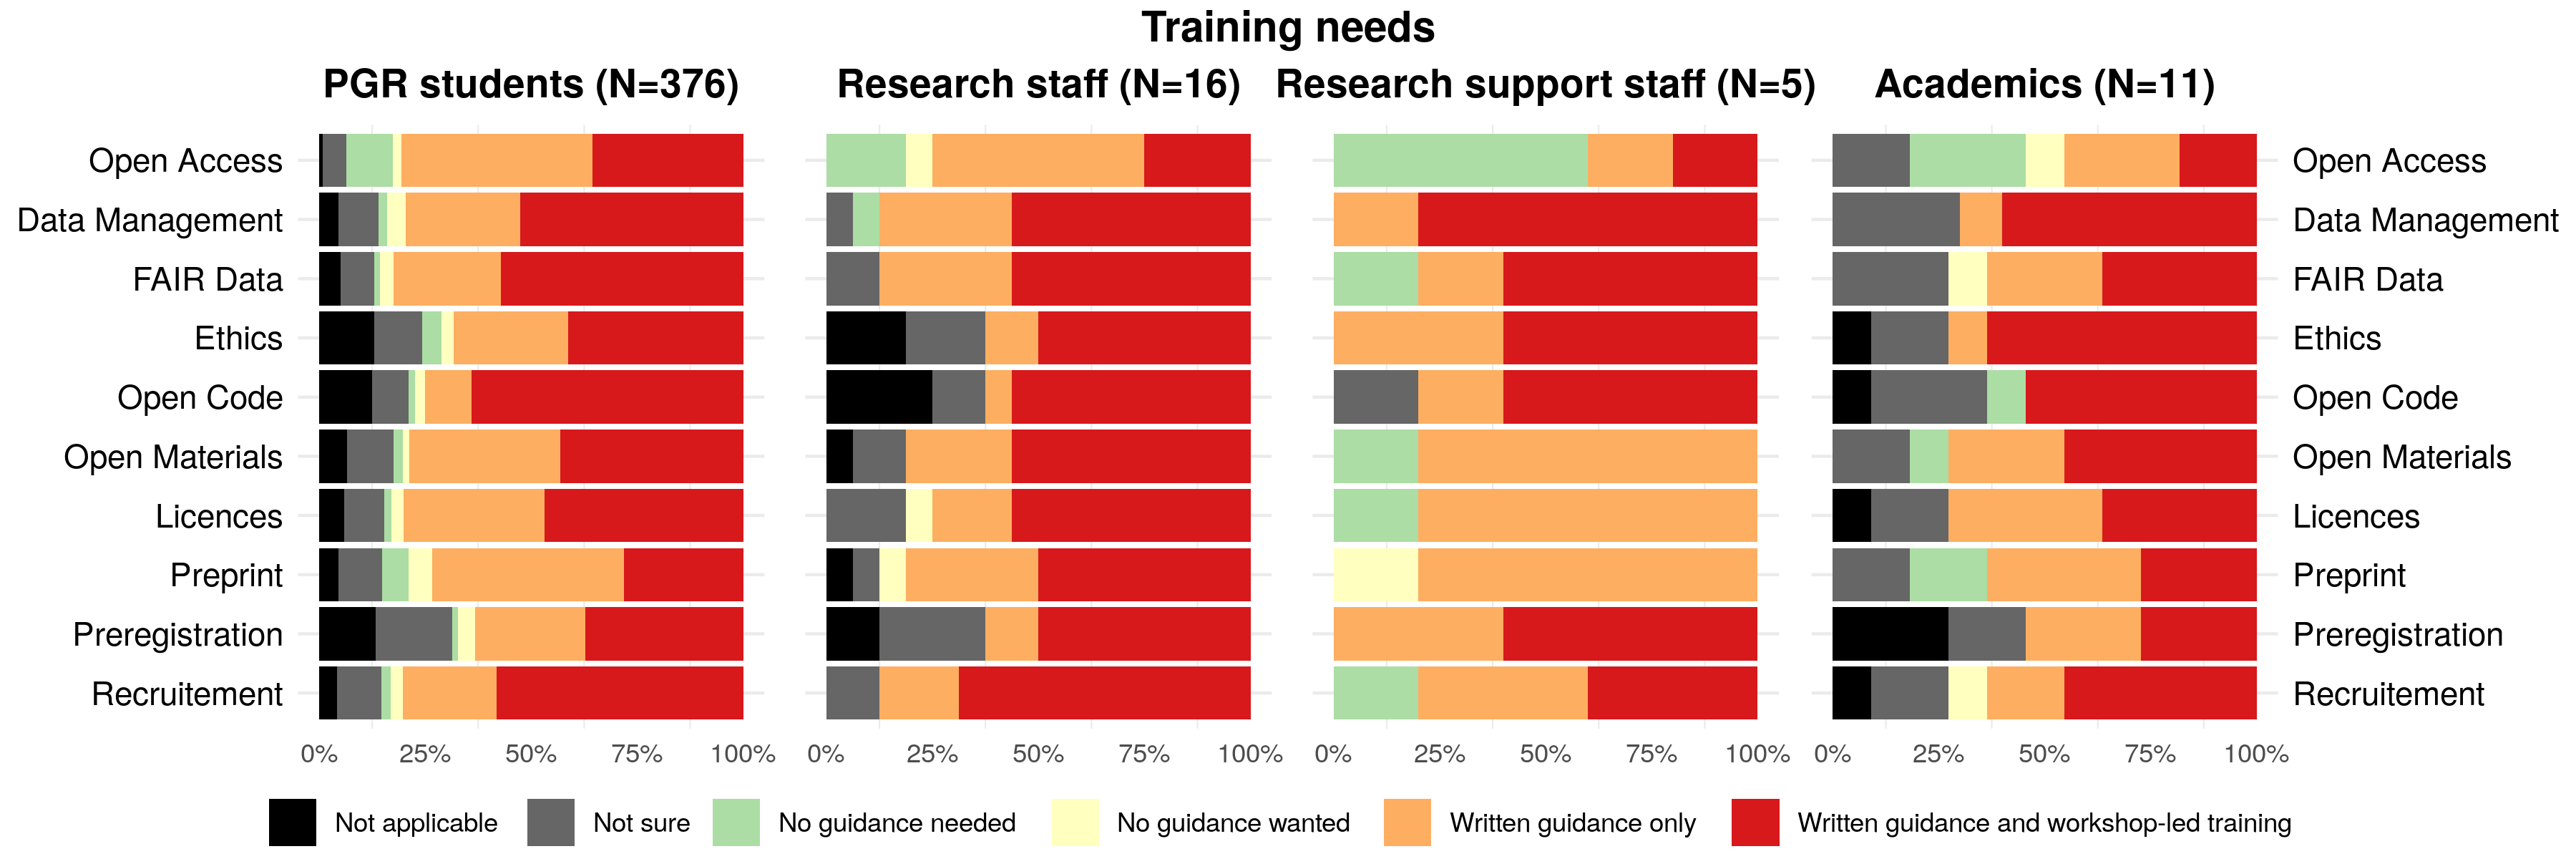 Training needs
PGR students (N=376)
Research staff (N=16)
Research support staff (N=5)
Academics (N=11)
Open Access
Data Management
FAIR Data
Ethics
Open Code
Open Materials
Licences
Preprint
Preregistration
Recruitement
Open Access
Data Management
FAIR Data
Ethics
Open Code
Open Materials
Licences
Preprint
Preregistration
Recruitement
0% 25% 50% 75% 100%
0% 25% 50% 75% 100%
0% 25% 50% 75% 100%
0% 25% 50% 75% 100%
Not applicable Not sure No guidance needed No guidance wanted Written guidance only Written guidance and workshop-led training